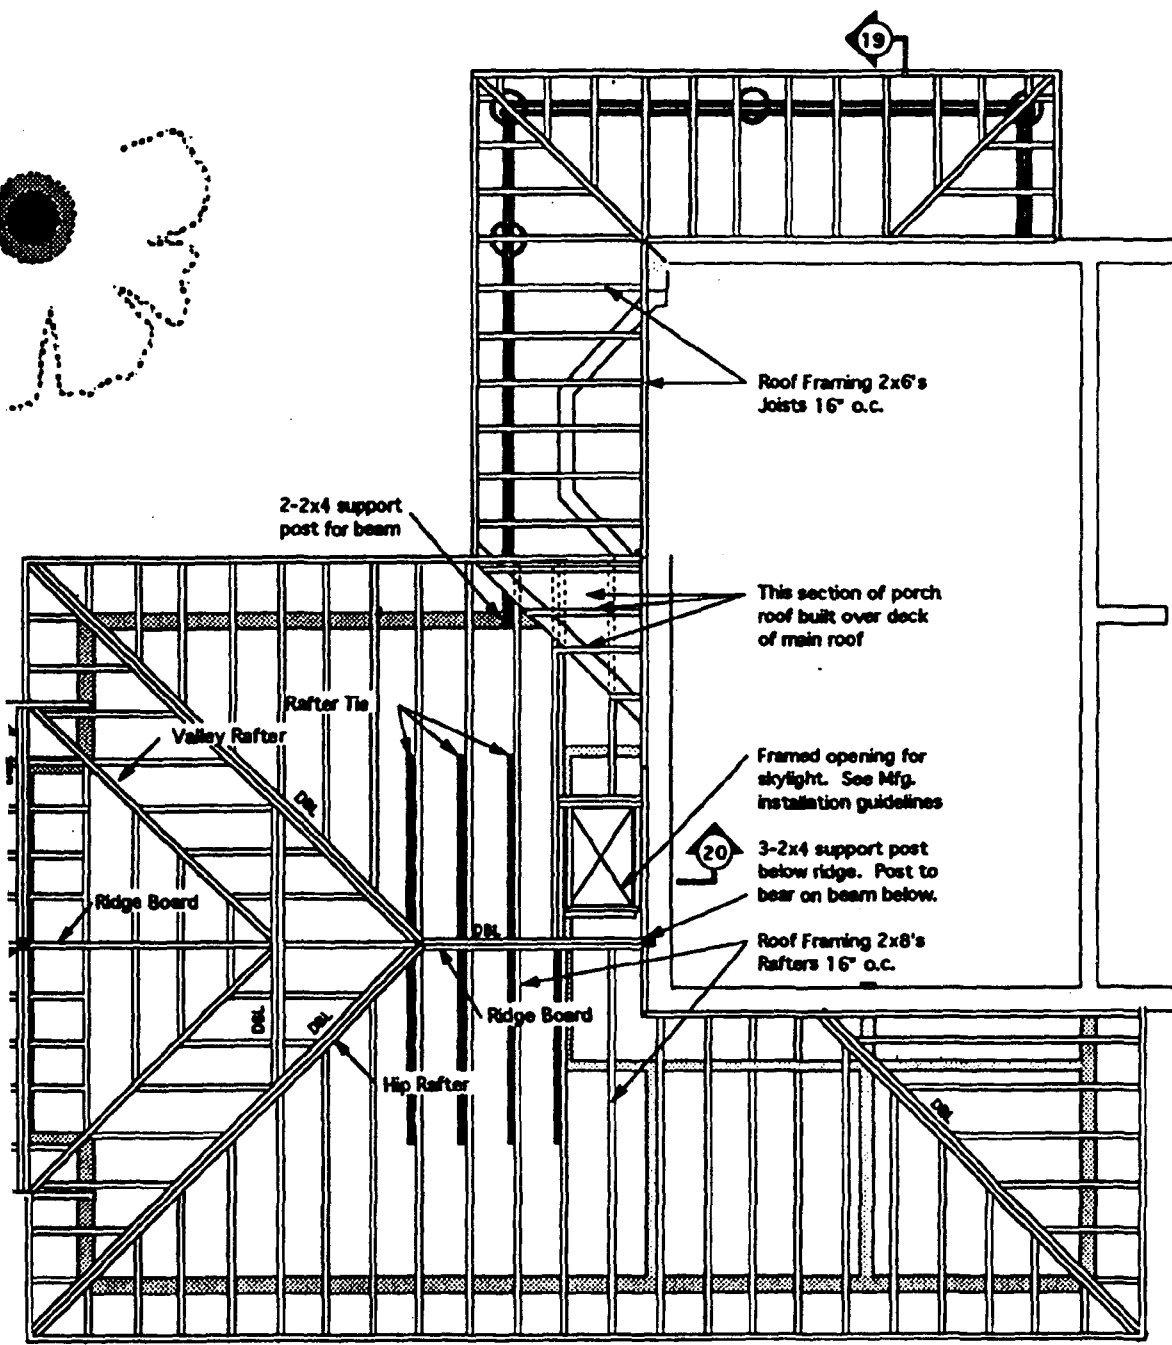 19
Roof Framing 2x6's
Joists 16" o.c.
2-2x4 support
post for beam
This section of porch
roof built over deck
of main roof
Rafter Tie
Valley Rafter
Framed opening for
skylight. See Mfg.
installation guidelines
DBL
20
3-2x4 support post
below ridge. Post to
bear on beam below.
Ridge Board
DBL
Roof Framing 2x8's
Rafters 16" o.c.
Ridge Board
DBL
DBL
Hip Rafter
DBL